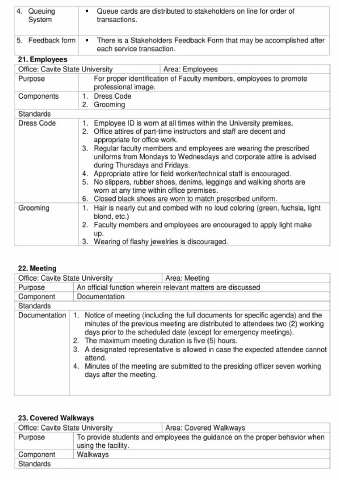 4. Queuing System
▪ Queue cards are distributed to stakeholders on line for order of
transactions.
5. Feedback form
▪ There is a Stakeholders Feedback Form that may be accomplished after
each service transaction.
21. Employees
Office: Cavite State University Area: Employees
Purpose For proper identification of Faculty members, employees to promote
professional image.
Components 1. Dress Code
2. Grooming
Standards
Dress Code 1. Employee ID is worn at all times within the University premises.
2. Office attires of part-time instructors and staff are decent and
appropriate for office work.
3. Regular faculty members and employees are wearing the prescribed
uniforms from Mondays to Wednesdays and corporate attire is advised
during Thursdays and Fridays.
4. Appropriate attire for field worker/technical staff is encouraged.
5. No slippers, rubber shoes, denims, leggings and walking shorts are
worn at any time within office premises.
6. Closed black shoes are worn to match prescribed uniform.
Grooming 1. Hair is nearly cut and combed with no loud coloring (green, fuchsia, light
blond, etc.)
2. Faculty members and employees are encouraged to apply light make
up.
3. Wearing of flashy jewelries is discouraged.
22. Meeting
Office: Cavite State University Area: Meeting
Purpose An official function wherein relevant matters are discussed
Component Documentation
Standards
Documentation 1. Notice of meeting (including the full documents for specific agenda) and the
minutes of the previous meeting are distributed to attendees two (2) working
days prior to the scheduled date (except for emergency meetings).
2. The maximum meeting duration is five (5) hours.
3. A designated representative is allowed in case the expected attendee cannot
attend.
4. Minutes of the meeting are submitted to the presiding officer seven working
days after the meeting.
23. Covered Walkways
Office: Cavite State University Area: Covered Walkways
Purpose To provide students and employees the guidance on the proper behavior when
using the facility.
Component Walkways
Standards